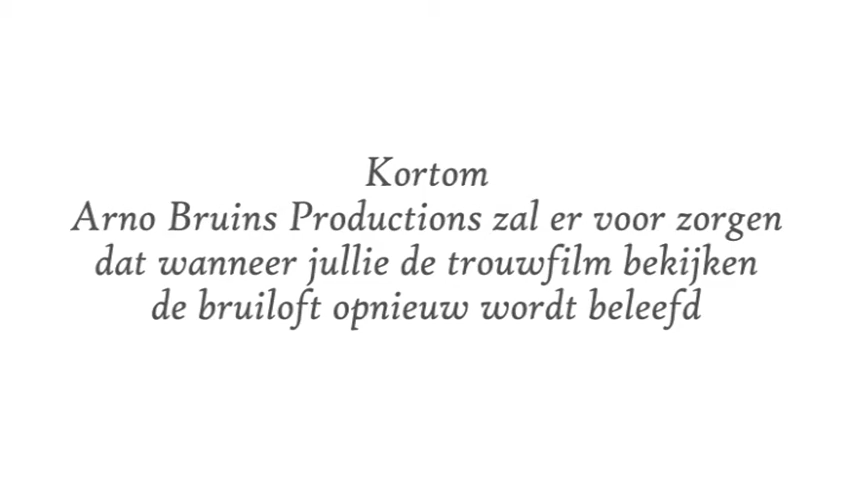 Kortom
Arno Bruins Productions zal er voor zorgen
dat wanneer jullie de trouwfilm bekijken
de bruiloft opnieuw wordt beleefd